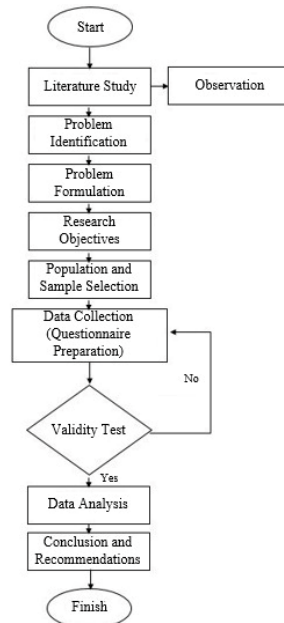 Start
Literature Study
Observation
Problem
Identification
Problem
Formulation
Research
Objectives
Population and
Sample Selection
Data Collection
(Questionnaire
Preparation)
No
Validity Test
Yes
Data Analysis
Conclusion and
Recommendations
Finish